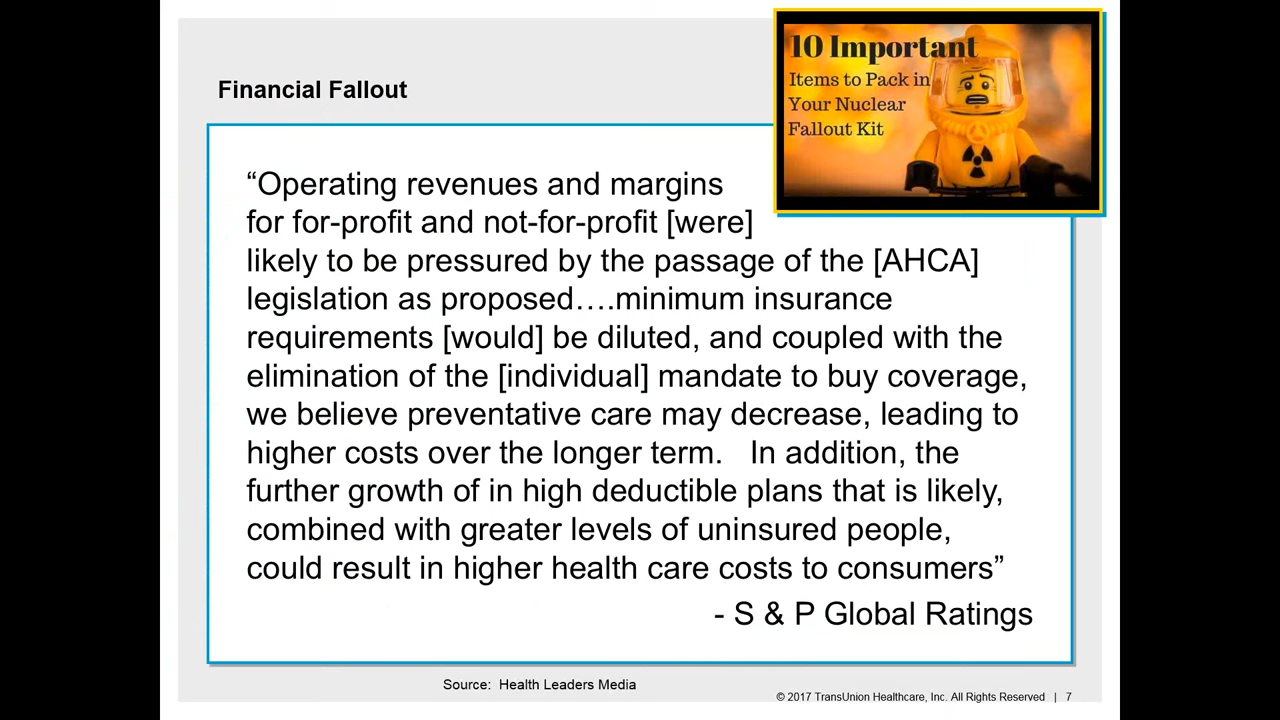 Financial Fallout
10 Important
Items to Pack in
Your Nuclear
Fallout Kit
“Operating revenues and margins
for for-profit and not-for-profit [were]
likely to be pressured by the passage of the [AHCA]
legislation as proposed….minimum insurance
requirements [would] be diluted, and coupled with the
elimination of the [individual] mandate to buy coverage,
we believe preventative care may decrease, leading to
higher costs over the longer term.   In addition, the
further growth of in high deductible plans that is likely,
combined with greater levels of uninsured people,
could result in higher health care costs to consumers”
- S & P Global Ratings
Source:  Health Leaders Media
© 2017 TransUnion Healthcare, Inc. All Rights Reserved  |  7